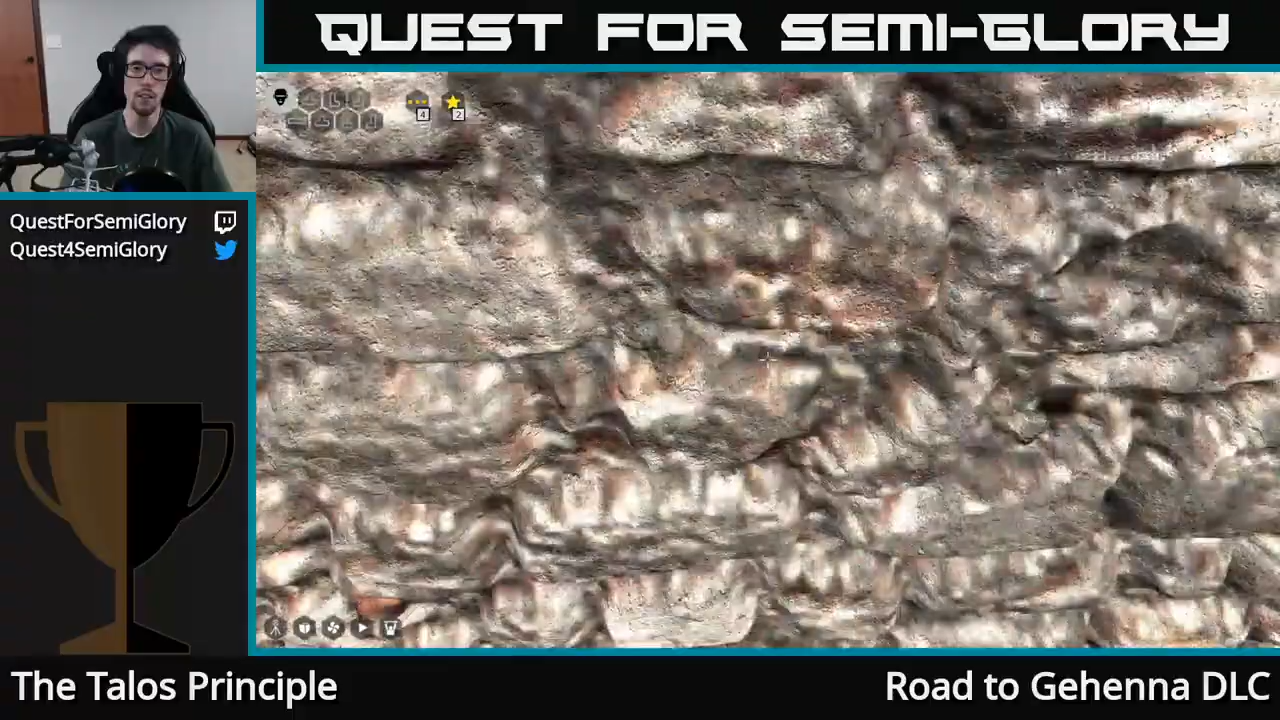 QUEST FOR SEMI-GLORY
4 2
QuestForSemiGlory
Quest4SemiGlory
The Talos Principle
Road to Gehenna DLC